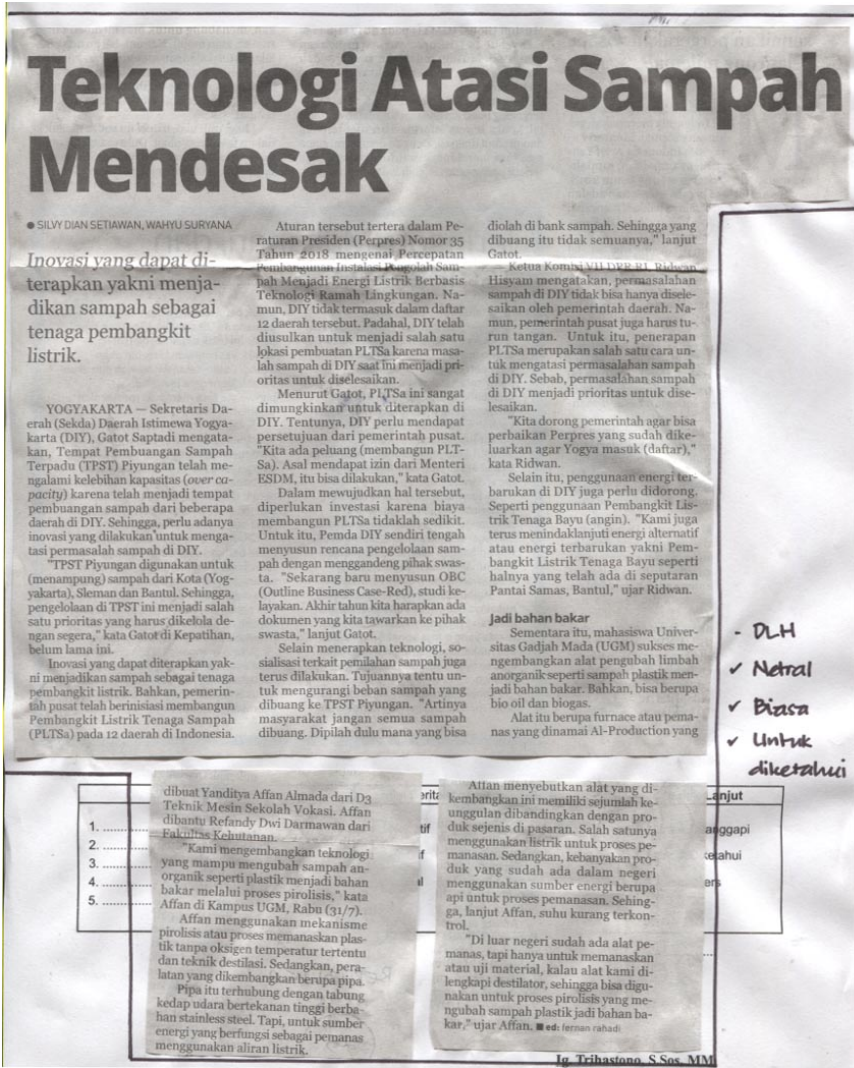 Teknologi Atasi Sampah
Mendesak
● SILVY DIAN SETIAWAN, WAHYU SURYANA
Inovasi yang dapat di-
terapkan yakni menja-
dikan sampah sebagai
tenaga pembangkit
listrik.
YOGYAKARTA — Sekretaris Da-
erah (Sekda) Daerah Istimewa Yogya-
karta (DIY), Gatot Saptadi mengata-
kan, Tempat Pembuangan Sampah
Terpadu (TPST) Piyungan telah me-
ngalami kelebihan kapasitas (over ca-
pacity) karena telah menjadi tempat
pembuangan sampah dari beberapa
daerah di DIY. Sehingga, perlu adanya
inovasi yang dilakukan untuk menga-
tasi permasalah sampah di DIY.
"TPST Piyungan digunakan untuk
(menampung) sampah dari Kota (Yog-
yakarta), Sleman dan Bantul. Sehingga,
pengelolaan di TPST ini menjadi salah
satu prioritas yang harus dikelola de-
ngan segera," kata Gatot di Kepatihan,
belum lama ini.
Inovasi yang dapat diterapkan yak-
ni menjadikan sampah sebagai tenaga
pembangkit listrik. Bahkan, pemerin-
tah pusat telah berinisiasi membangun
Pembangkit Listrik Tenaga Sampah
(PLTSa) pada 12 daerah di Indonesia.
Aturan tersebut tertera dalam Pe-
raturan Presiden (Perpres) Nomor 35
Tahun 2018 mengenai Percepatan
Pembangunan Instalasi Pengolah Sam-
pah Menjadi Energi Listrik Berbasis
Teknologi Ramah Lingkungan. Na-
mun, DIY tidak termasuk dalam daftar
12 daerah tersebut. Padahal, DIY telah
diusulkan untuk menjadi salah satu
lokasi pembuatan PLTSa karena masa-
lah sampah di DIY saat ini menjadi pri-
oritas untuk diselesaikan.
Menurut Gatot, PLTSa ini sangat
dimungkinkan untuk diterapkan di
DIY. Tentunya, DIY perlu mendapat
persetujuan dari pemerintah pusat.
"Kita ada peluang (membangun PLT-
Sa). Asal mendapat izin dari Menteri
ESDM, itu bisa dilakukan," kata Gatot.
Dalam mewujudkan hal tersebut,
diperlukan investasi karena biaya
membangun PLTSa tidaklah sedikit.
Untuk itu, Pemda DIY sendiri tengah
menyusun rencana pengelolaan sam-
pah dengan menggandeng pihak swas-
ta. "Sekarang baru menyusun OBC
(Outline Business Case-Red), studi ke-
layakan. Akhir tahun kita harapkan ada
dokumen yang kita tawarkan ke pihak
swasta," lanjut Gatot.
Selain menerapkan teknologi, so-
sialisasi terkait pemilahan sampah juga
terus dilakukan. Tujuannya tentu un-
tuk mengurangi beban sampah yang
dibuang ke TPST Piyungan. "Artinya
masyarakat jangan semua sampah
dibuang. Dipilah dulu mana yang bisa
diolah di bank sampah. Sehingga yang
dibuang itu tidak semuanya," lanjut
Gatot.
Ketua Komisi VII DPR RI, Ridwan
Hisyam mengatakan, permasalahan
sampah di DIY tidak bisa hanya disele-
saikan oleh pemerintah daerah. Na-
mun, pemerintah pusat juga harus tu-
run tangan. Untuk itu, penerapan
PLTSa merupakan salah satu cara un-
tuk mengatasi permasalahan sampah
di DIY. Sebab, permasalahan sampah
di DIY menjadi prioritas untuk dise-
lesaikan.
"Kita dorong pemerintah agar bisa
perbaikan Perpres yang sudah dike-
luarkan agar Yogya masuk (daftar),"
kata Ridwan.
Selain itu, penggunaan energi ter-
barukan di DIY juga perlu didorong.
Seperti penggunaan Pembangkit Lis-
trik Tenaga Bayu (angin). "Kami juga
terus menindaklanjuti energi alternatif
atau energi terbarukan yakni Pem-
bangkit Listrik Tenaga Bayu seperti
halnya yang telah ada di seputaran
Pantai Samas, Bantul," ujar Ridwan.
Jadi bahan bakar
Sementara itu, mahasiswa Univer-
sitas Gadjah Mada (UGM) sukses me-
ngembangkan alat pengubah limbah
anorganik seperti sampah plastik men-
jadi bahan bakar. Bahkan, bisa berupa
bio oil dan biogas.
Alat itu berupa furnace atau pema-
nas yang dinamai Al-Production yang
- DLH
✓ Netral
✓ Biasa
✓ Untuk
diketahui
dibuat Yanditya Affan Almada dari D3
Teknik Mesin Sekolah Vokasi. Affan
dibantu Refandy Dwi Darmawan dari
Fakultas Kehutanan.
"Kami mengembangkan teknologi
yang mampu mengubah sampah an-
organik seperti plastik menjadi bahan
bakar melalui proses pirolisis," kata
Affan di Kampus UGM, Rabu (31/7).
Affan menggunakan mekanisme
pirolisis atau proses memanaskan plas-
tik tanpa oksigen temperatur tertentu
dan teknik destilasi. Sedangkan, pera-
latan yang dikembangkan berupa pipa.
Pipa itu terhubung dengan tabung
kedap udara bertekanan tinggi berba-
han stainless steel. Tapi, untuk sumber
energi yang berfungsi sebagai pemanas
menggunakan aliran listrik.
Affan menyebutkan alat yang di-
kembangkan ini memiliki sejumlah ke-
unggulan dibandingkan dengan pro-
duk sejenis di pasaran. Salah satunya
menggunakan listrik untuk proses pe-
manasan. Sedangkan, kebanyakan pro-
duk yang sudah ada dalam negeri
menggunakan sumber energi berupa
api untuk proses pemanasan. Sehing-
ga, lanjut Affan, suhu kurang terkon-
trol.
"Di luar negeri sudah ada alat pe-
manas, tapi hanya untuk memanaskan
atau uji material, kalau alat kami di-
lengkapi destilator, sehingga bisa digu-
nakan untuk proses pirolisis yang me-
ngubah sampah plastik jadi bahan ba-
kar," ujar Affan. ■ ed: fernan rahadi
1. ..........
2. ..........
3. ..........
4. ..........
5. ..........
Lanjut
anggapi
Ig. Trihastono, S.Sos, MM